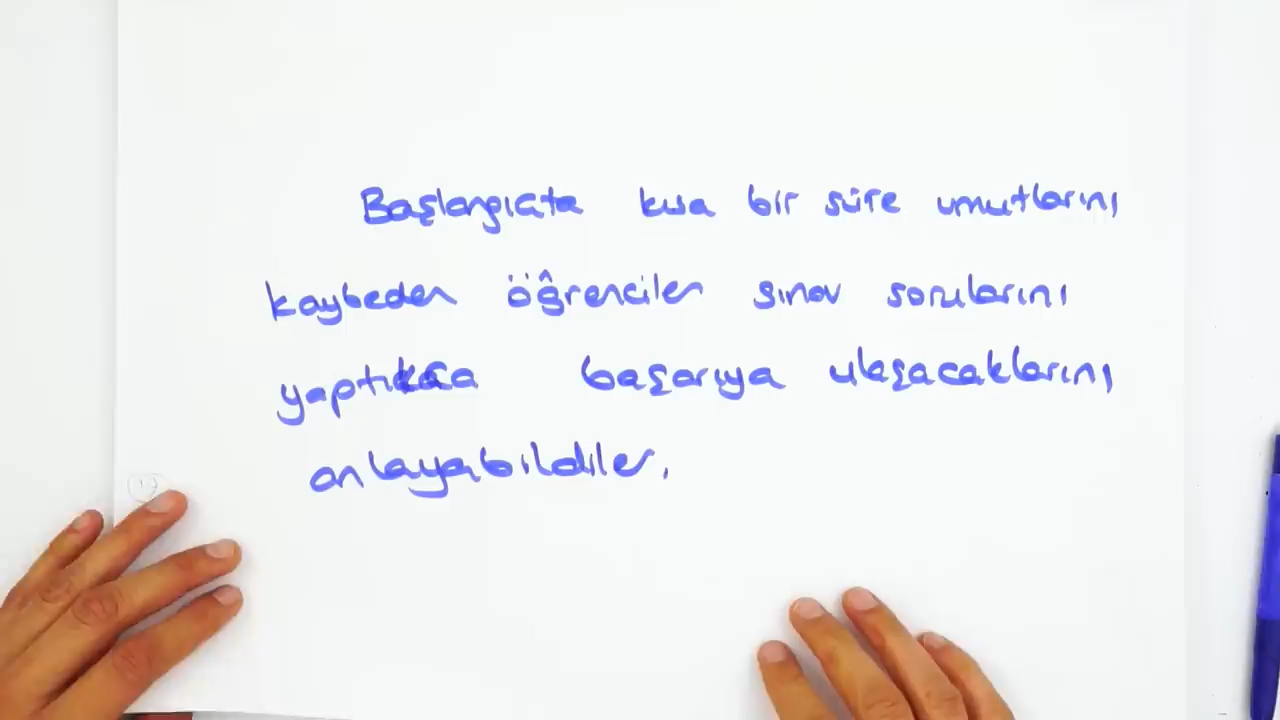 Başlangıçta kısa bir süre umutlarını
kaybeden öğrenciler sınav sorularını
yaptıkça başarıya ulaşacaklarını
anlayabildiler.